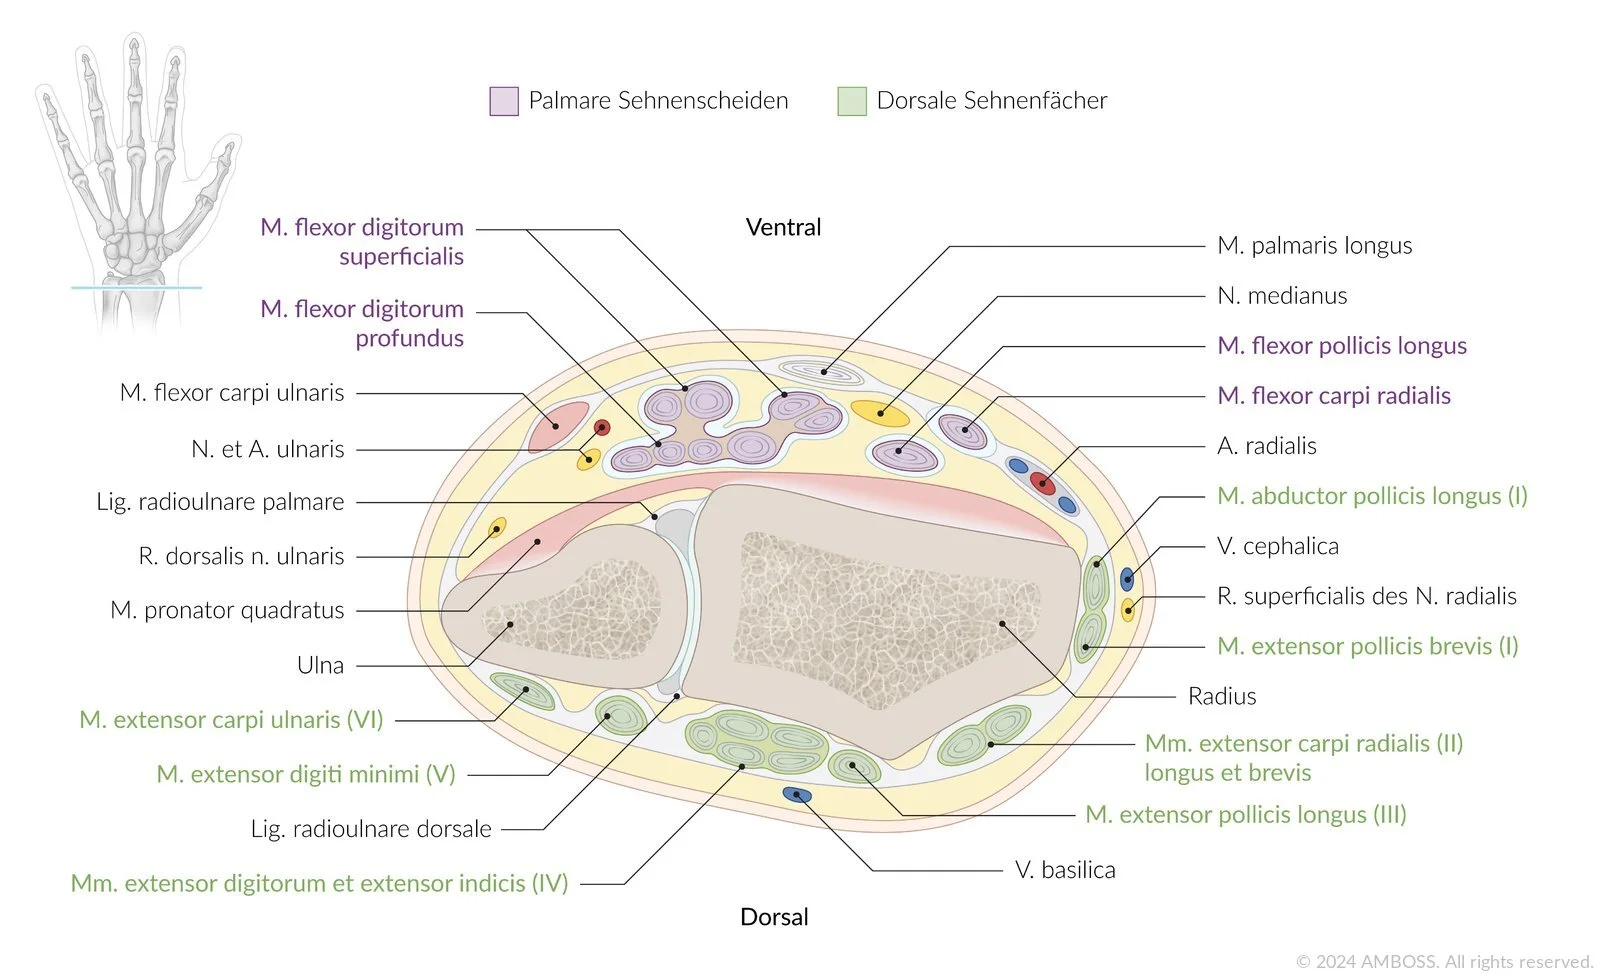 Palmare Sehnenscheiden
Dorsale Sehnenfächer
Ventral
M. flexor digitorum
superficialis
M. flexor digitorum
profundus
M. flexor carpi ulnaris
N. et A. ulnaris
Lig. radioulnare palmare
R. dorsalis n. ulnaris
M. pronator quadratus
Ulna
M. extensor carpi ulnaris (VI)
M. extensor digiti minimi (V)
Lig. radioulnare dorsale
Mm. extensor digitorum et extensor indicis (IV)
M. palmaris longus
N. medianus
M. flexor pollicis longus
M. flexor carpi radialis
A. radialis
M. abductor pollicis longus (I)
V. cephalica
R. superficialis des N. radialis
M. extensor pollicis brevis (I)
Radius
Mm. extensor carpi radialis (II)
longus et brevis
M. extensor pollicis longus (III)
V. basilica
Dorsal
© 2024 AMBOSS. All rights reserved.